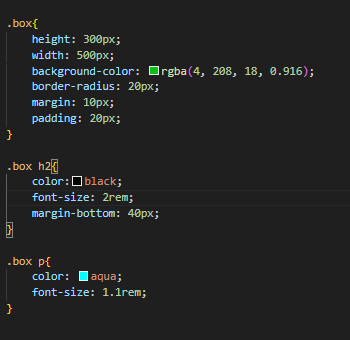 .box{
height: 300px;
width: 500px;
background-color: rgba(4, 208, 18, 0.916);
border-radius: 20px;
margin: 10px;
padding: 20px;
}
.box h2{
color:black;
font-size: 2rem;
margin-bottom: 40px;
}
.box p{
color: aqua;
font-size: 1.1rem;
}